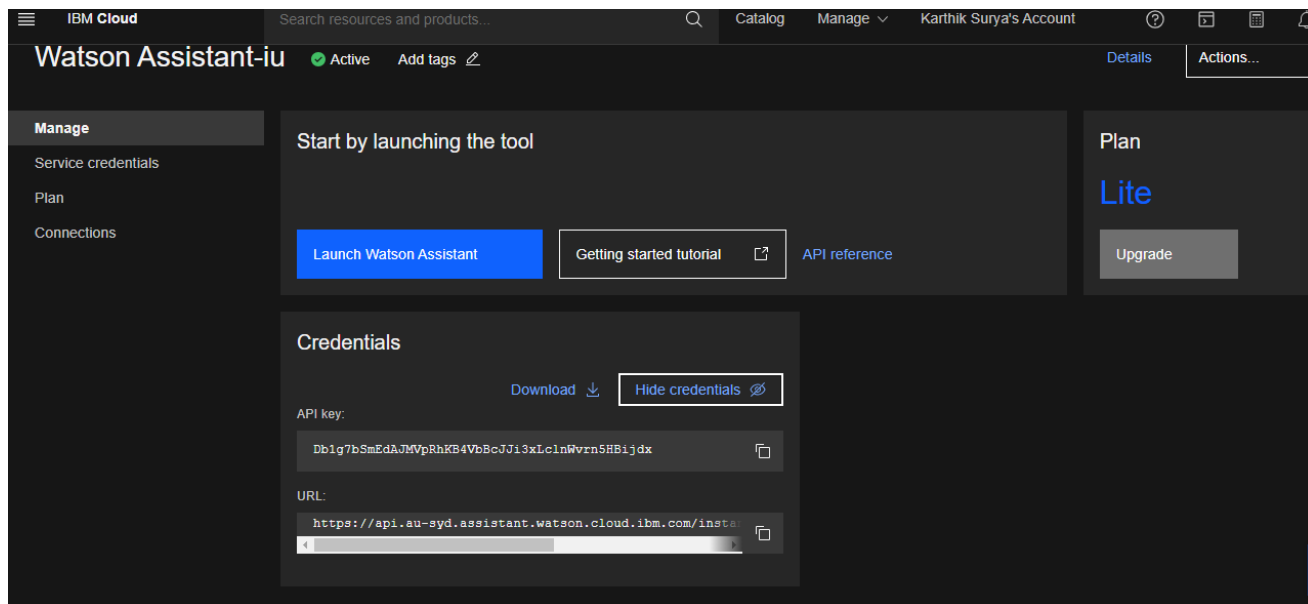 IBM Cloud
Search resources and products...
Catalog
Manage
Karthik Surya's Account
Watson Assistant-iu
Active
Add tags
Details
Actions...
Manage
Service credentials
Plan
Connections
Start by launching the tool
Launch Watson Assistant
Getting started tutorial
API reference
Plan
Lite
Upgrade
Credentials
Download
Hide credentials
API key:
Db1g7bSmEdAJMVpRhKB4VbBcJJi3xLclnWvrn5HBijdx
URL:
https://api.au-syd.assistant.watson.cloud.ibm.com/insta